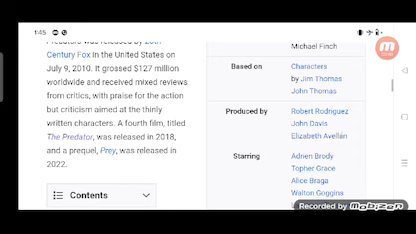 1:45
Predators was released by 20th
Century Fox in the United States on
July 9, 2010. It grossed $127 million
worldwide and received mixed reviews
from critics, with praise for the action
but criticism aimed at the thinly
written characters. A fourth film, titled
The Predator, was released in 2018,
and a prequel, Prey, was released in
2022.
Contents
Michael Finch
Based on
Characters
by Jim Thomas
John Thomas
Produced by
Robert Rodriguez
John Davis
Elizabeth Avellán
Starring
Adrien Brody
Topher Grace
Alice Braga
Walton Goggins
Recorded by Mobizen